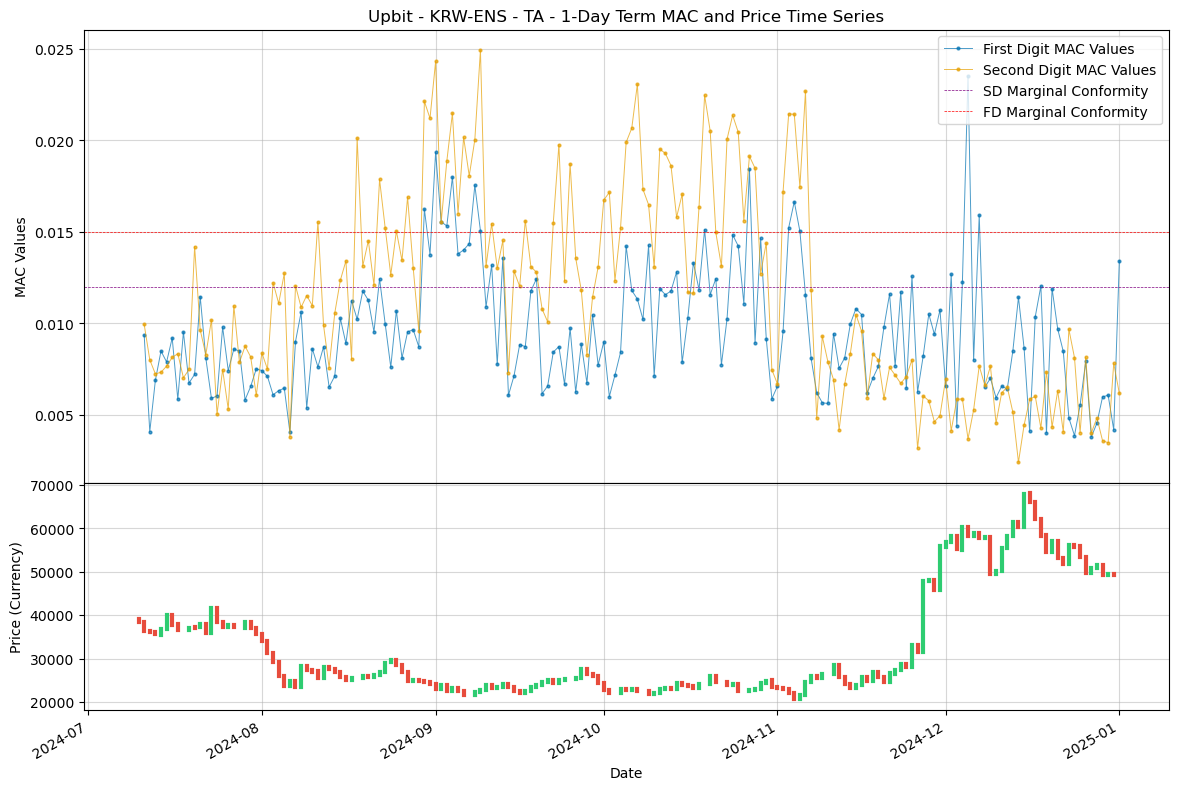 Upbit - KRW-ENS - TA - 1-Day Term MAC and Price Time Series
First Digit MAC Values
Second Digit MAC Values
SD Marginal Conformity
FD Marginal Conformity
MAC Values
0.025
0.020
0.015
0.010
0.005
Price (Currency)
70000
60000
50000
40000
30000
20000
2024-07
2024-08
2024-09
2024-10
2024-11
2024-12
2025-01
Date